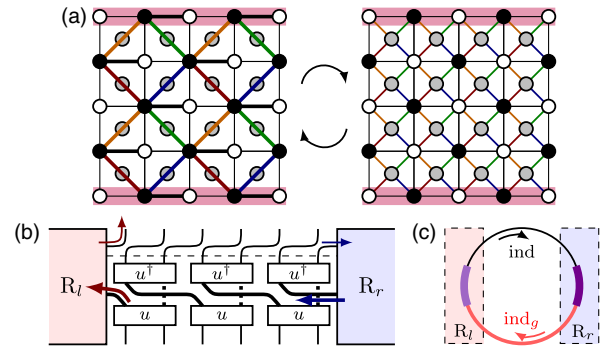 (a)
(b)
(c)
R_l
u† u† u†
u u u
R_r
ind
ind_g
R_l
R_r